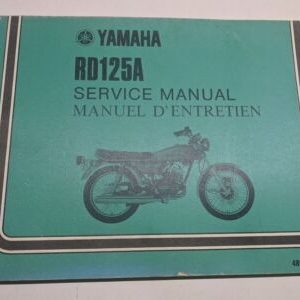 YAMAHA
RD125A
SERVICE MANUAL
MANUEL D'ENTRETIEN